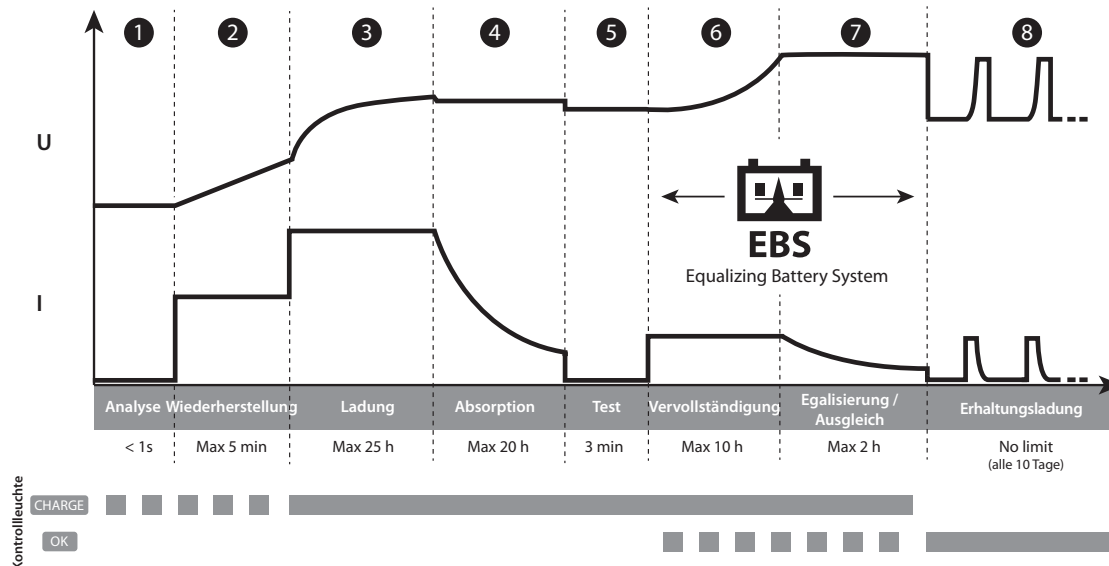 1 2 3 4 5 6 7 8
U
EBS
Equalizing Battery System
I
Analyse Wiederherstellung Ladung Absorption Test Vervollständigung Egalisierung / Ausgleich Erhaltungsladung
< 1s Max 5 min Max 25 h Max 20 h 3 min Max 10 h Max 2 h No limit
(alle 10 Tage)
Kontrollleuchte
CHARGE
OK